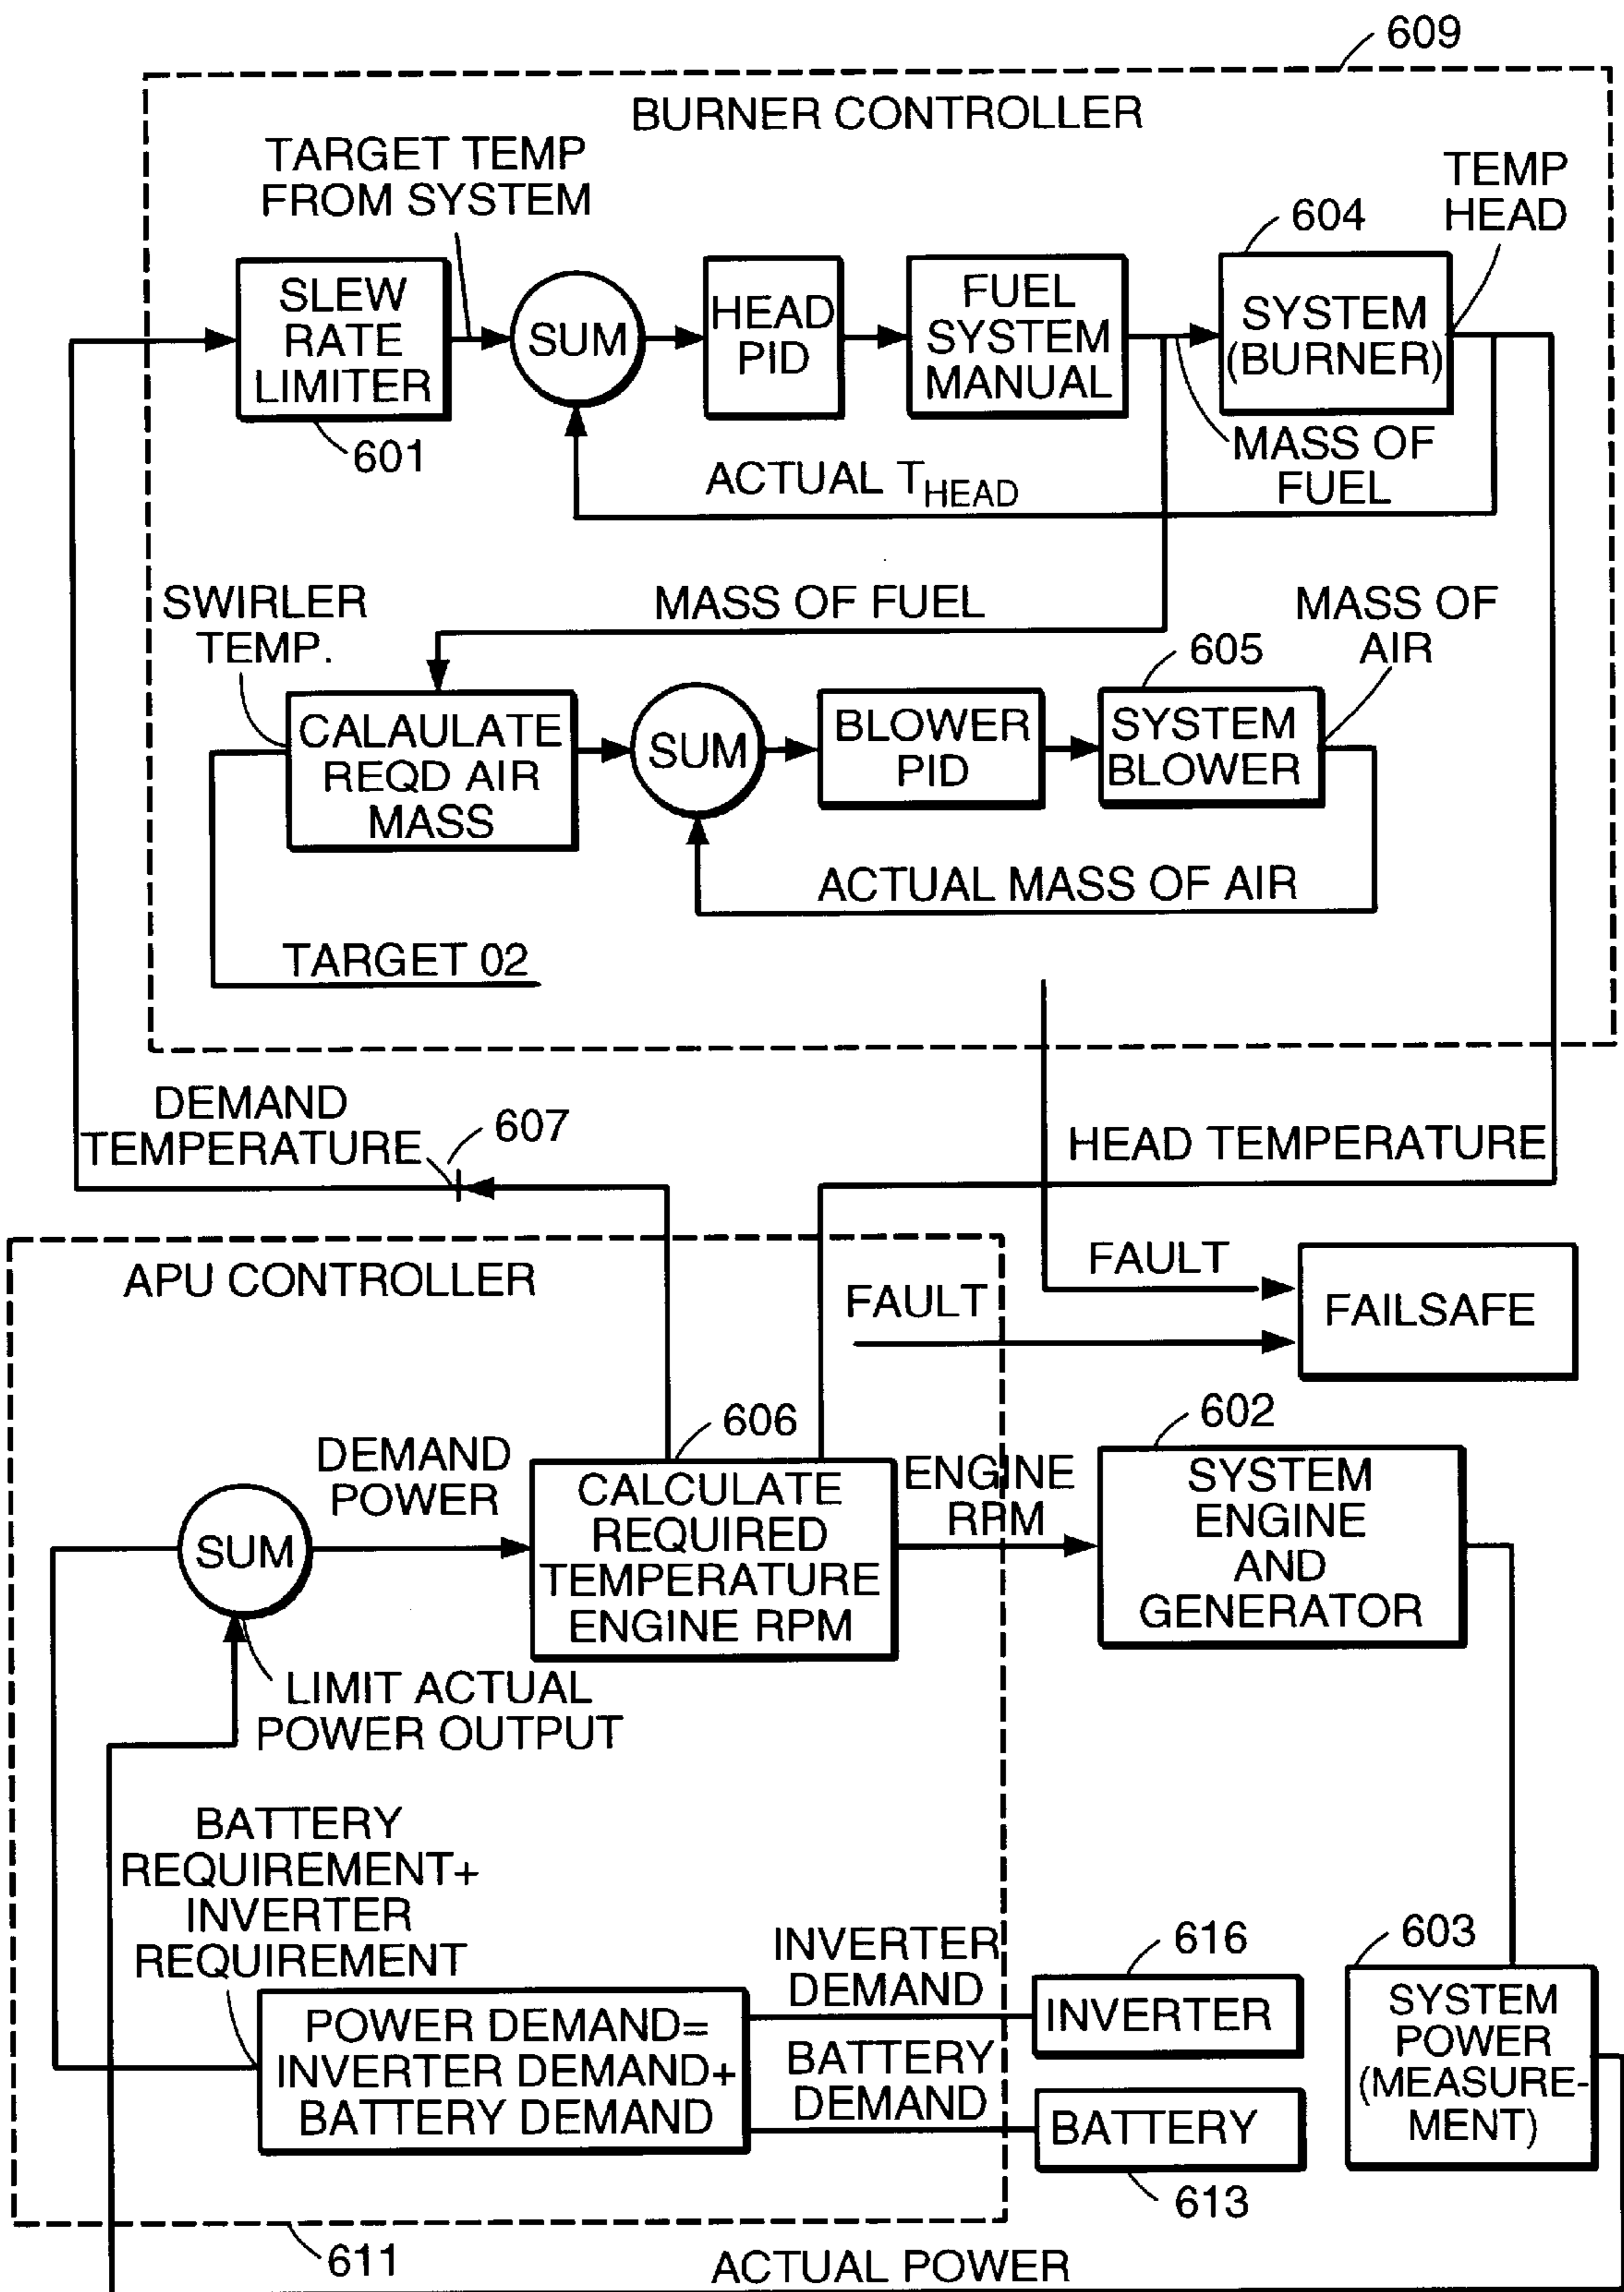 609
BURNER CONTROLLER
TARGET TEMP
FROM SYSTEM
TEMP
HEAD
604
SLEW
RATE
LIMITER
SUM
HEAD
PID
FUEL
SYSTEM
MANUAL
SYSTEM
(BURNER)
601
ACTUAL THEAD
MASS OF
FUEL
SWIRLER
TEMP.
MASS OF FUEL
MASS OF
AIR
605
CALAULATE
REQD AIR
MASS
SUM
BLOWER
PID
SYSTEM
BLOWER
ACTUAL MASS OF AIR
TARGET 02
DEMAND
TEMPERATURE
607
HEAD TEMPERATURE
APU CONTROLLER
FAULT
FAULT
FAILSAFE
606
602
DEMAND
POWER
SUM
CALCULATE
REQUIRED
TEMPERATURE
ENGINE RPM
ENGINE
RPM
SYSTEM
ENGINE
AND
GENERATOR
LIMIT ACTUAL
POWER OUTPUT
BATTERY
REQUIREMENT+
INVERTER
REQUIREMENT
INVERTER
DEMAND
616
603
POWER DEMAND=
INVERTER DEMAND+
BATTERY DEMAND
INVERTER
BATTERY
DEMAND
BATTERY
SYSTEM
POWER
(MEASURE-
MENT)
613
611
ACTUAL POWER